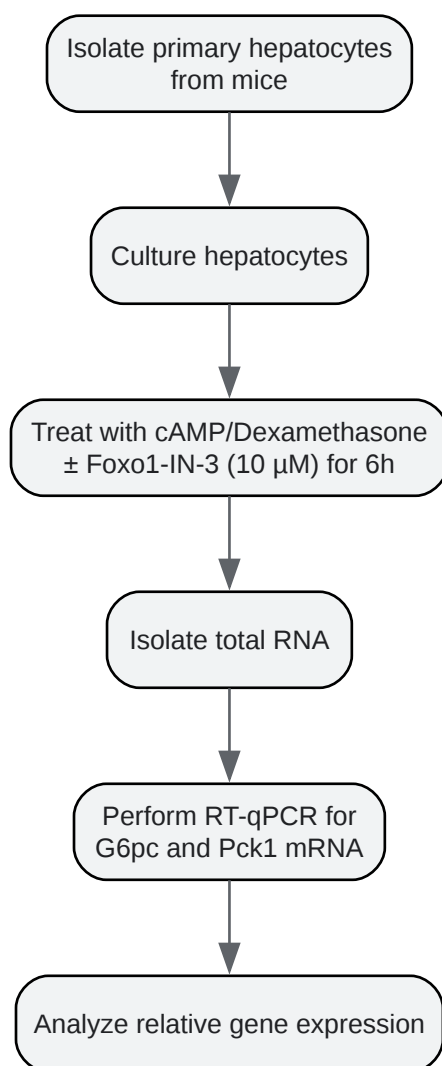 Isolate primary hepatocytes
from mice
Culture hepatocytes
Treat with cAMP/Dexamethasone
± Foxo1-IN-3 (10 µM) for 6h
Isolate total RNA
Perform RT-qPCR for
G6pc and Pck1 mRNA
Analyze relative gene expression